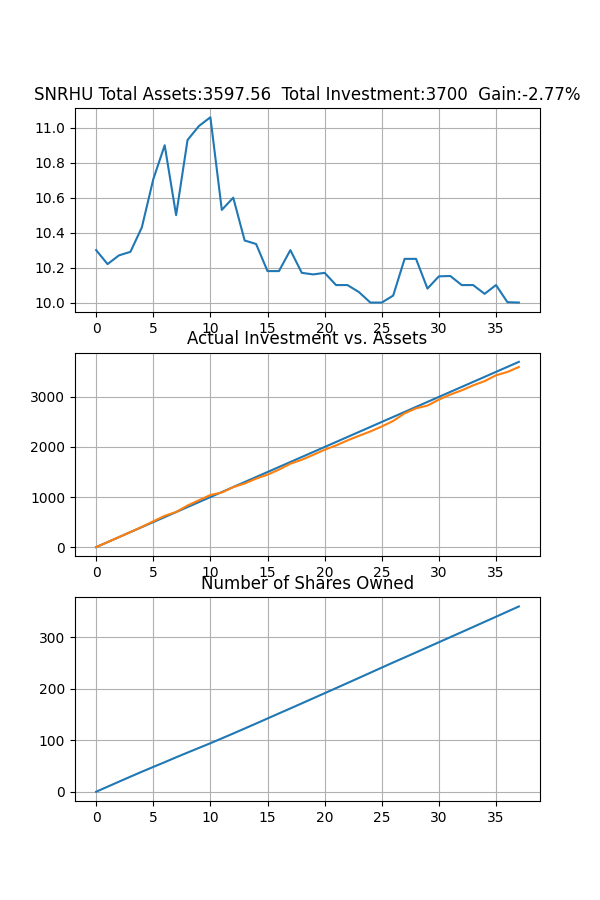 SNRHU Total Assets:3597.56  Total Investment:3700  Gain:-2.77%
11.0
10.8
10.6
10.4
10.2
10.0
0 5 10 15 20 25 30 35
Actual Investment vs. Assets
3000
2000
1000
0
0 5 10 15 20 25 30 35
Number of Shares Owned
300
200
100
0
0 5 10 15 20 25 30 35